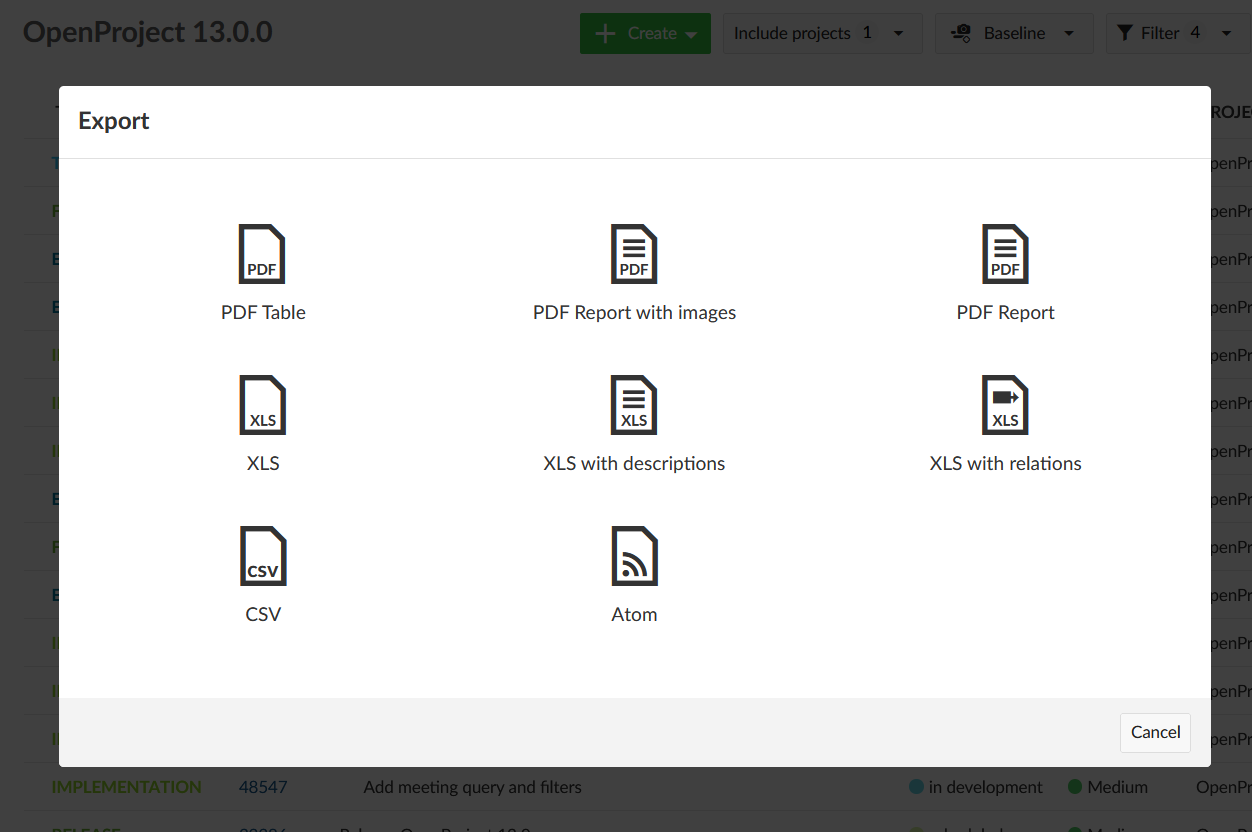 OpenProject 13.0.0
Create
Include projects 1
Baseline
Filter 4
Export
PDF
PDF
PDF
PDF Table
PDF Report with images
PDF Report
XLS
XLS
XLS
XLS
XLS with descriptions
XLS with relations
CSV
CSV
Atom
Cancel
IMPLEMENTATION 48547 Add meeting query and filters in development Medium OpenPr